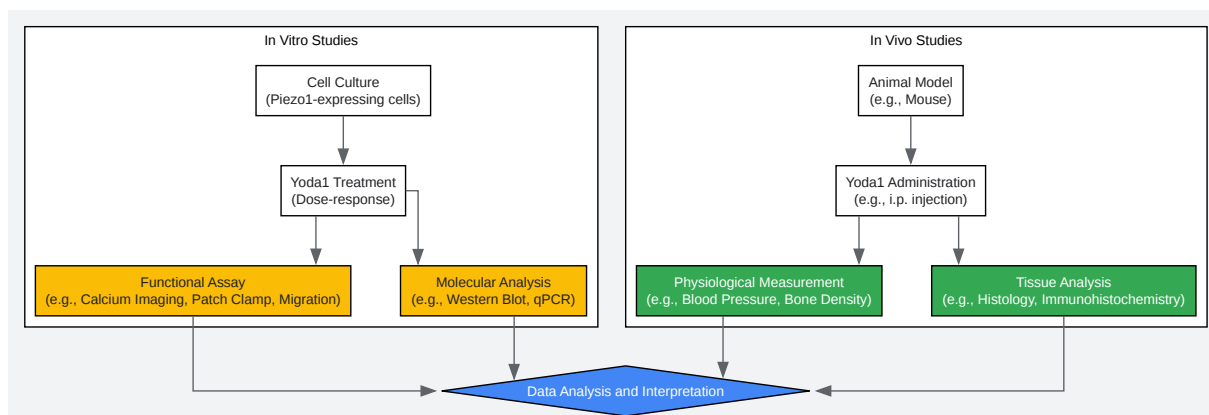 In Vitro Studies
Cell Culture
(Piezo1-expressing cells)
Yoda1 Treatment
(Dose-response)
Functional Assay
(e.g., Calcium Imaging, Patch Clamp, Migration)
Molecular Analysis
(e.g., Western Blot, qPCR)
In Vivo Studies
Animal Model
(e.g., Mouse)
Yoda1 Administration
(e.g., i.p. injection)
Physiological Measurement
(e.g., Blood Pressure, Bone Density)
Tissue Analysis
(e.g., Histology, Immunohistochemistry)
Data Analysis and Interpretation